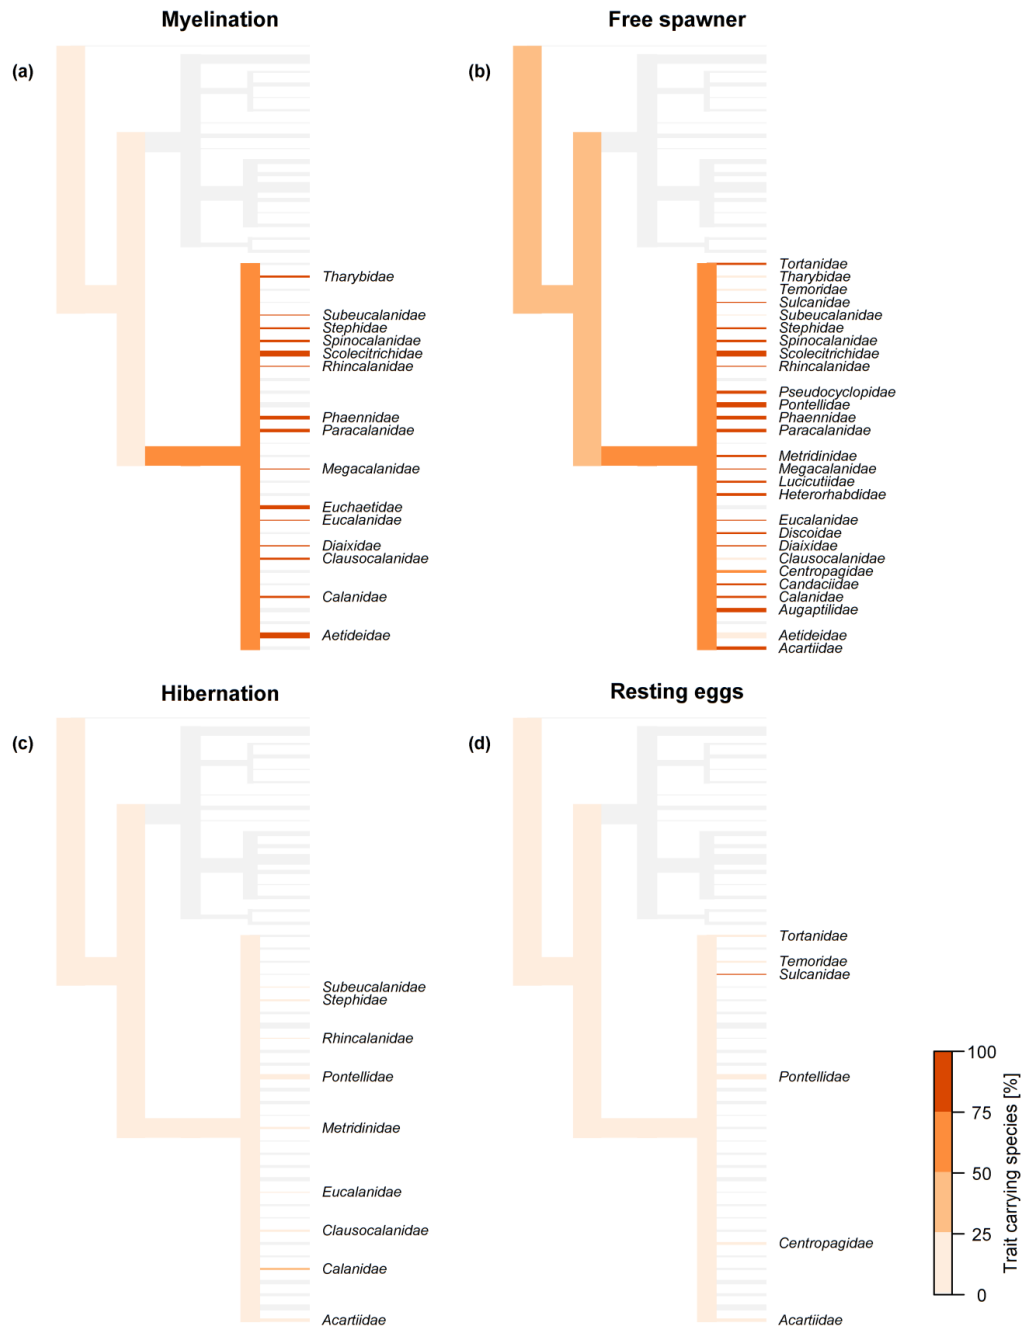 Myelination
(a)
Tharybidae
Subeucalanidae
Stephidae
Spinocalanidae
Scolecitrichidae
Rhincalanidae
Phaennidae
Paracalanidae
Megacalanidae
Euchaetidae
Eucalanidae
Diaixidae
Clausocalanidae
Calanidae
Aetideidae
Free spawner
(b)
Tortanidae
Tharybidae
Temoridae
Sulcanidae
Subeucalanidae
Stephidae
Spinocalanidae
Scolecitrichidae
Rhincalanidae
Pseudocyclopidae
Pontellidae
Phaennidae
Paracalanidae
Metridinidae
Megacalanidae
Lucicutiidae
Heterorhabdidae
Eucalanidae
Discoidae
Diaixidae
Clausocalanidae
Centropagidae
Candaciidae
Calanidae
Augaptilidae
Aetideidae
Acartiidae
Hibernation
(c)
Subeucalanidae
Stephidae
Rhincalanidae
Pontellidae
Metridinidae
Eucalanidae
Clausocalanidae
Calanidae
Acartiidae
Resting eggs
(d)
Tortanidae
Temoridae
Sulcanidae
Pontellidae
Centropagidae
Acartiidae
100
75
50
25
0
Trait carrying species [%]